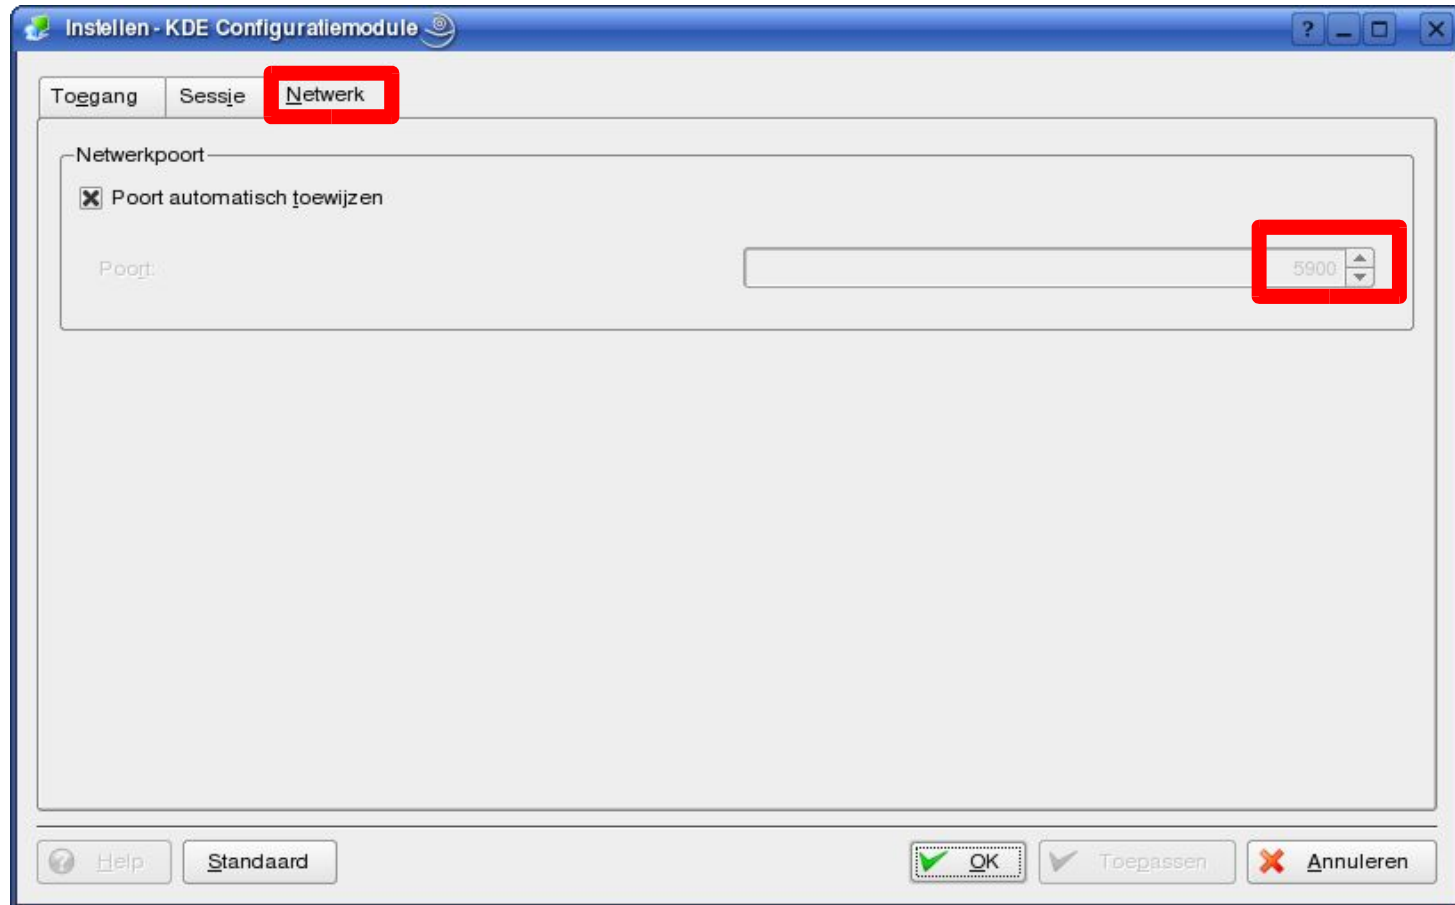 Instellen - KDE Configuratiemodule
Toegang Sessie Netwerk
Netwerkpoort
Poort automatisch toewijzen
Poort: 5900
Help Standaard OK Toepassen Annuleren